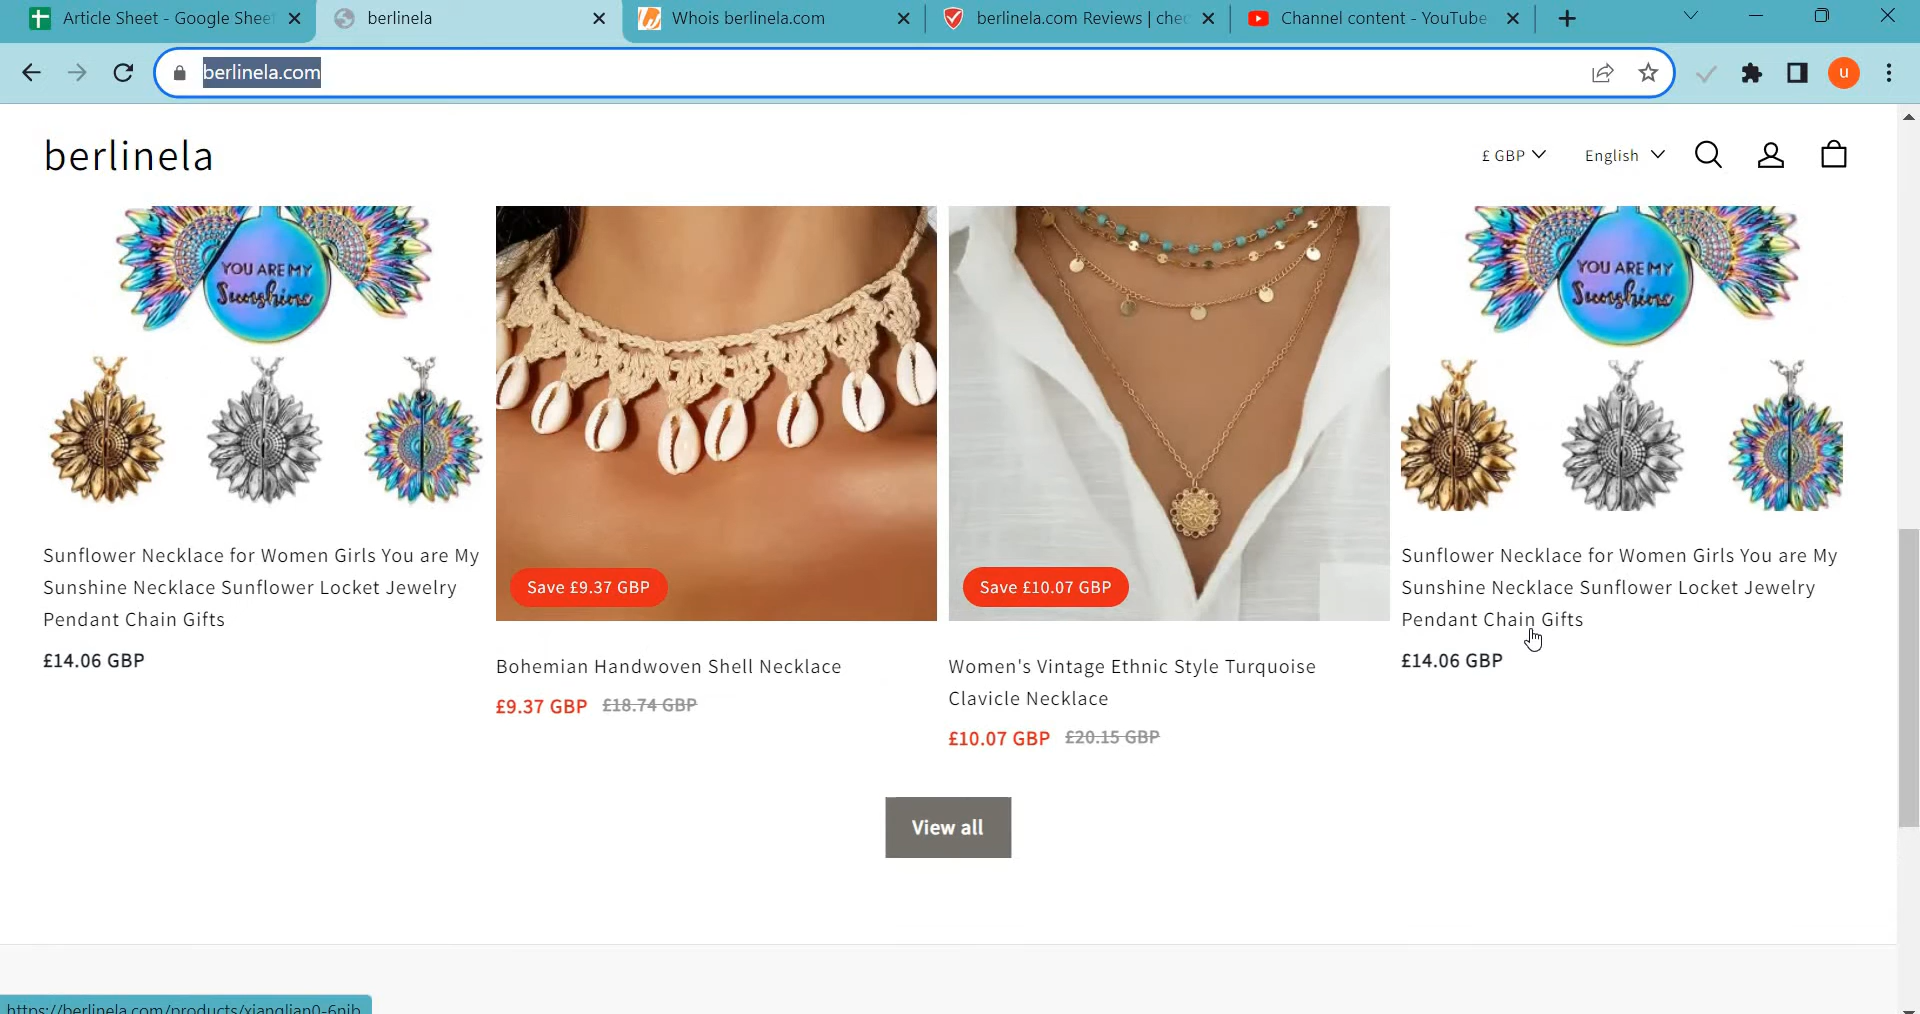 Article Sheet - Google Sheet
berlinela
Whois berlinela.com
berlinela.com Reviews | chec
Channel content - YouTube
berlinela.com
u
berlinela
£ GBP
English
YOU ARE MY
Sunshine
YOU ARE MY
Sunshine
Save £9.37 GBP
Save £10.07 GBP
Sunflower Necklace for Women Girls You are My
Sunshine Necklace Sunflower Locket Jewelry
Pendant Chain Gifts
£14.06 GBP
Bohemian Handwoven Shell Necklace
£9.37 GBP £18.74 GBP
Women's Vintage Ethnic Style Turquoise
Clavicle Necklace
£10.07 GBP £20.15 GBP
Sunflower Necklace for Women Girls You are My
Sunshine Necklace Sunflower Locket Jewelry
Pendant Chain Gifts
£14.06 GBP
View all
https://berlinela.com/products/xianglian0-6nib